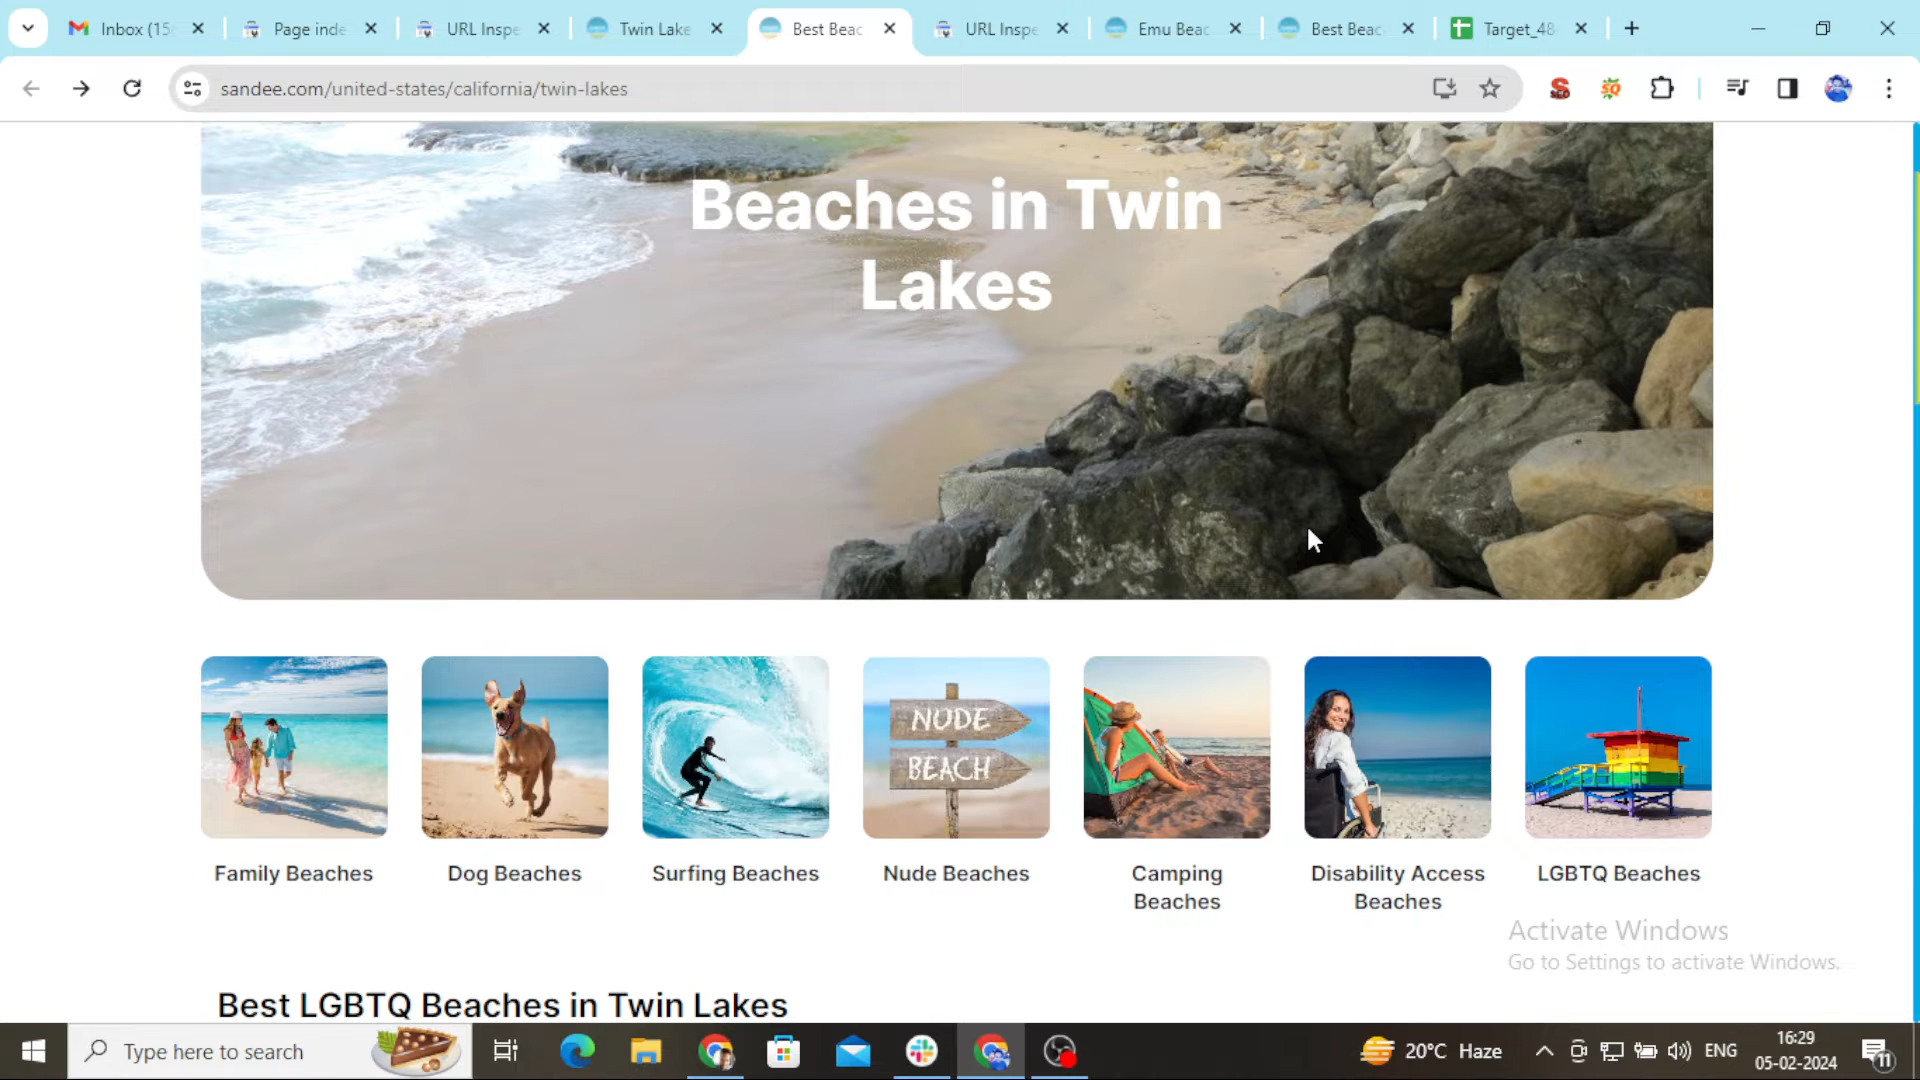 Inbox (15
Page inde
URL Inspe
Twin Lake
Best Beac
URL Inspe
Emu Beac
Best Beac
Target_48
sandee.com/united-states/california/twin-lakes
Beaches in Twin
Lakes
NUDE
BEACH
Family Beaches
Dog Beaches
Surfing Beaches
Nude Beaches
Camping
Beaches
Disability Access
Beaches
LGBTQ Beaches
Activate Windows
Go to Settings to activate Windows.
Best LGBTQ Beaches in Twin Lakes
Type here to search
20°C Haze
ENG
16:29
05-02-2024
11